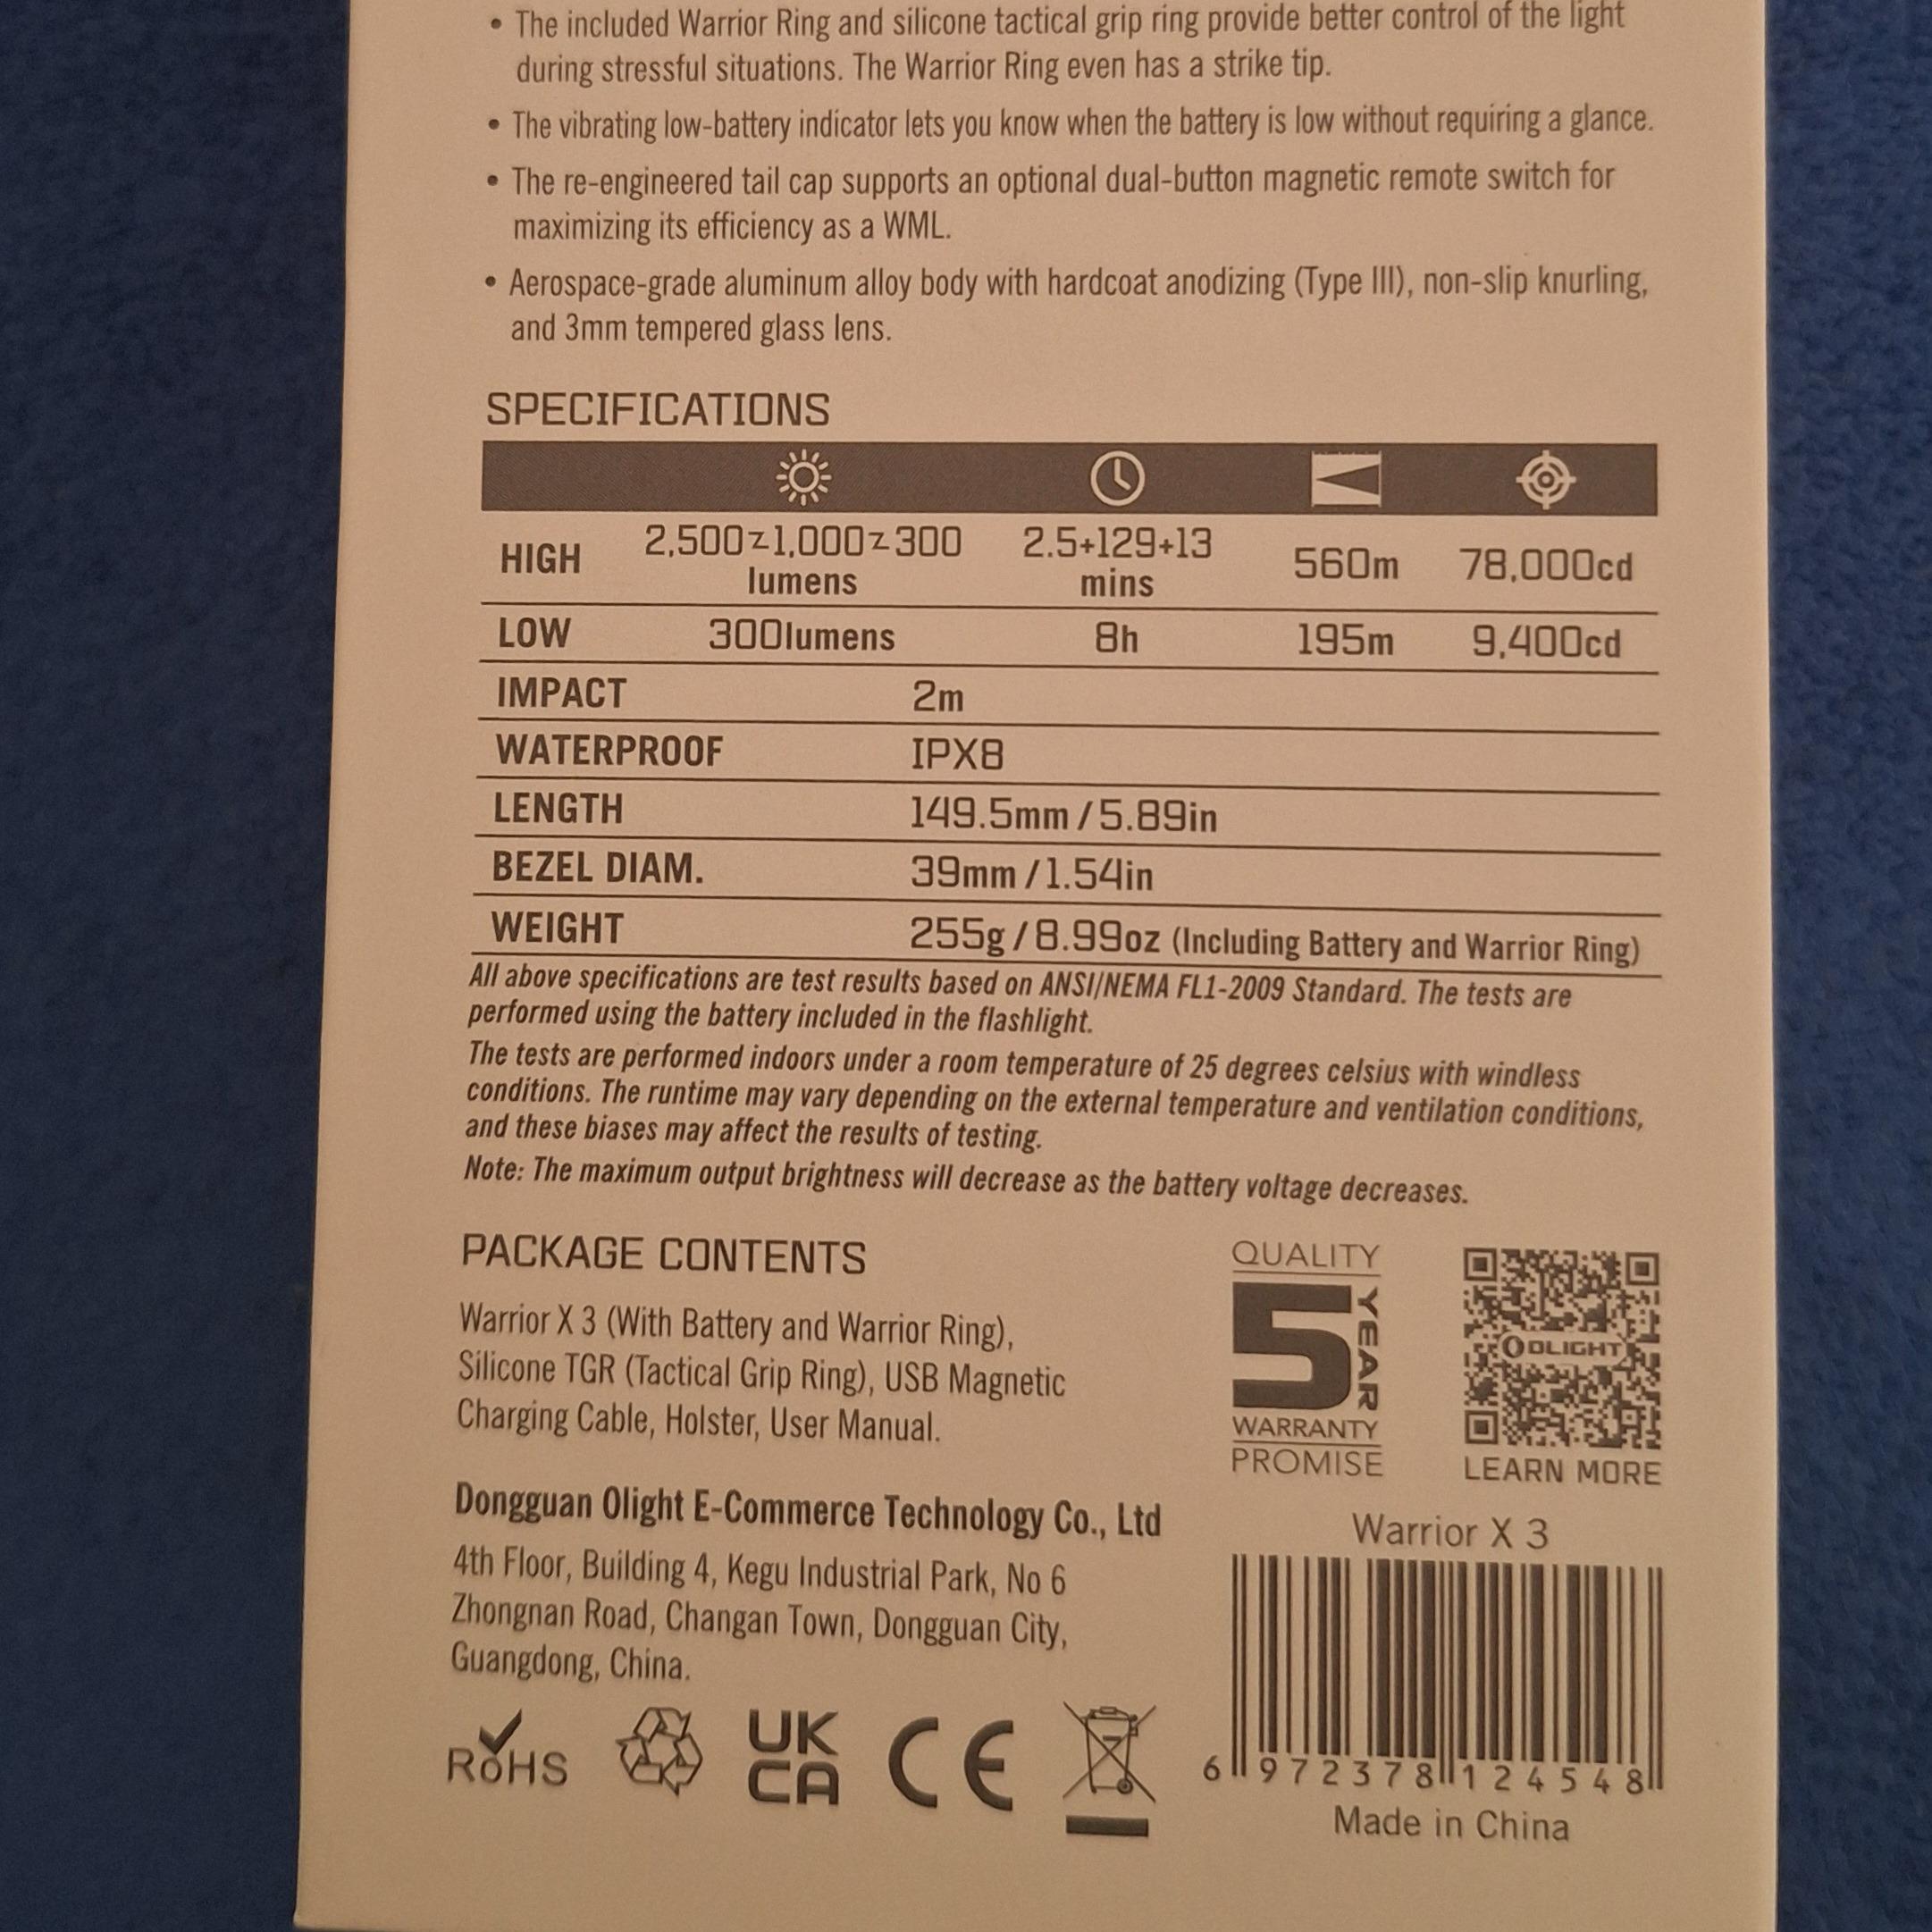 • The included Warrior Ring and silicone tactical grip ring provide better control of the light
during stressful situations. The Warrior Ring even has a strike tip.
• The vibrating low-battery indicator lets you know when the battery is low without requiring a glance.
• The re-engineered tail cap supports an optional dual-button magnetic remote switch for
maximizing its efficiency as a WML.
• Aerospace-grade aluminum alloy body with hardcoat anodizing (Type III), non-slip knurling,
and 3mm tempered glass lens.
SPECIFICATIONS
HIGH 2,500z1,000z300 lumens 2.5+129+13 mins 560m 78,000cd
LOW 300lumens 8h 195m 9,400cd
IMPACT 2m
WATERPROOF IPX8
LENGTH 149.5mm / 5.89in
BEZEL DIAM. 39mm / 1.54in
WEIGHT 255g / 8.99oz (Including Battery and Warrior Ring)
All above specifications are test results based on ANSI/NEMA FL1-2009 Standard. The tests are
performed using the battery included in the flashlight.
The tests are performed indoors under a room temperature of 25 degrees celsius with windless
conditions. The runtime may vary depending on the external temperature and ventilation conditions,
and these biases may affect the results of testing.
Note: The maximum output brightness will decrease as the battery voltage decreases.
PACKAGE CONTENTS
Warrior X 3 (With Battery and Warrior Ring),
Silicone TGR (Tactical Grip Ring), USB Magnetic
Charging Cable, Holster, User Manual.
QUALITY
5 YEAR
WARRANTY
PROMISE
OLIGHT
LEARN MORE
Dongguan Olight E-Commerce Technology Co., Ltd
4th Floor, Building 4, Kegu Industrial Park, No 6
Zhongnan Road, Changan Town, Dongguan City,
Guangdong, China.
Warrior X 3
6 972378 124548
Made in China
RoHS
UK
CA
CE